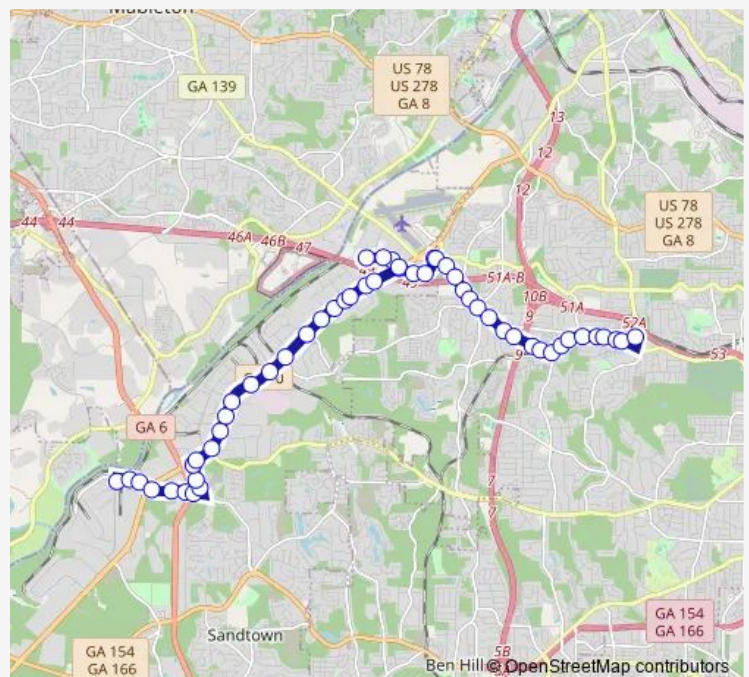 Mableton
GA 139
US 78
US 278
GA 8
13
12
12
US 78
US 278
GA 8
44
44
46A
46B
47
49
51A-B
10B
51A
9
52A
53
9
GA 6
7
7
GA 154
GA 166
Sandtown
GA 154
GA 166
5B
Ben Hill
© OpenStreetMap contributors